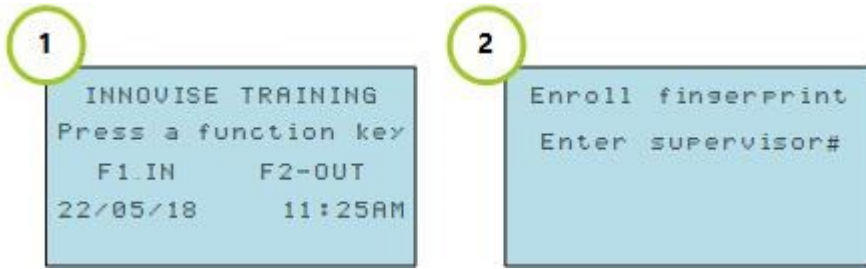 1
INNOVISE TRAINING
Press a function key
F1.IN F2-OUT
22/05/18 11:25AM
2
Enroll fingerprint
Enter supervisor#